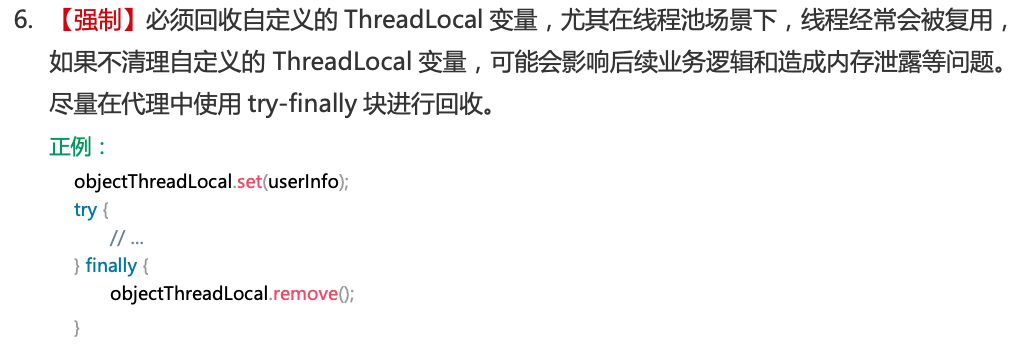 6. 【强制】必须回收自定义的 ThreadLocal 变量，尤其在线程池场景下，线程经常会被复用，
如果不清理自定义的 ThreadLocal 变量，可能会影响后续业务逻辑和造成内存泄露等问题。
尽量在代理中使用 try-finally 块进行回收。
正例：
objectThreadLocal.set(userInfo);
try {
// ...
} finally {
objectThreadLocal.remove();
}